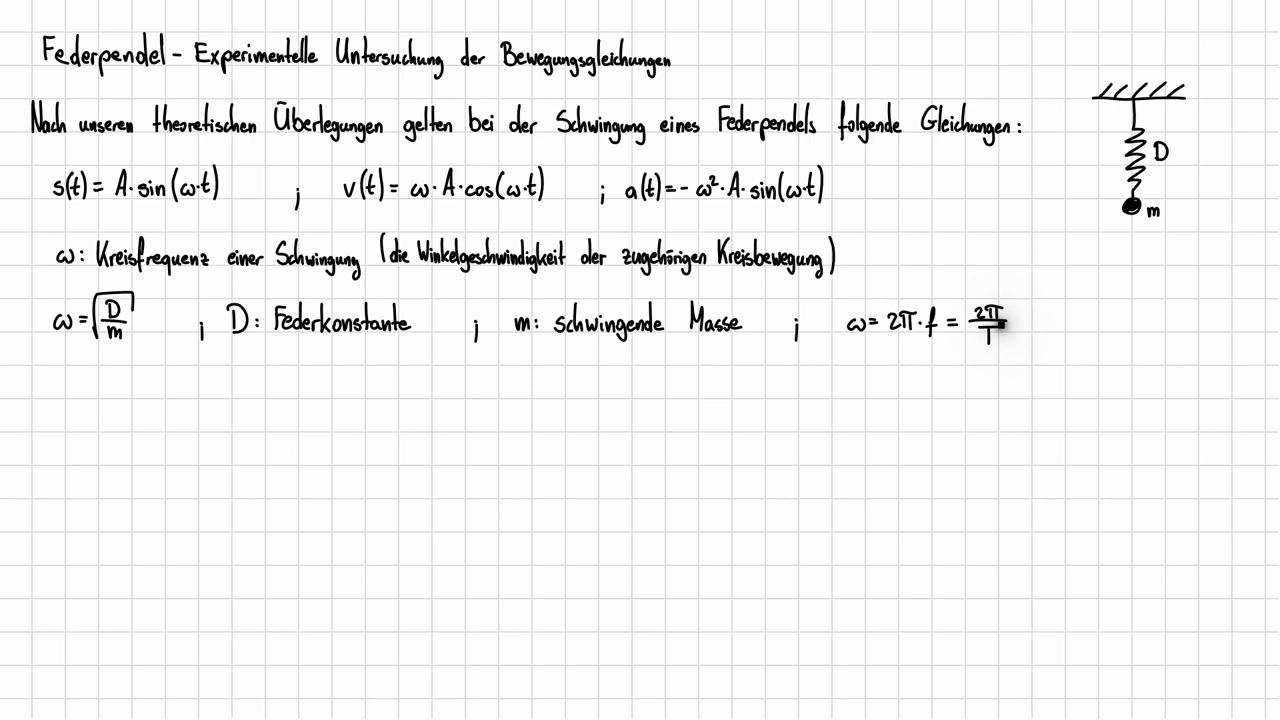 Federpendel - Experimentelle Untersuchung der Bewegungsgleichungen
Nach unseren theoretischen Überlegungen gelten bei der Schwingung eines Federpendels folgende Gleichungen:
s(t) = A · sin(ω·t) ; v(t) = ω · A · cos(ω·t) ; a(t) = - ω² · A · sin(ω·t)
D
m
ω: Kreisfrequenz einer Schwingung (die Winkelgeschwindigkeit der zugehörigen Kreisbewegung)
ω = √(D/m) ; D: Federkonstante ; m: schwingende Masse ; ω = 2π · f = 2π/T